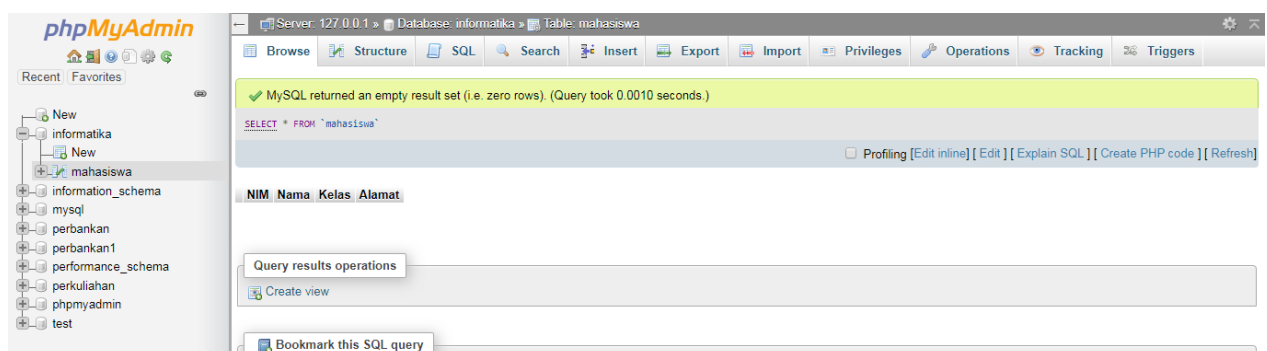 phpMyAdmin
Recent Favorites
New
informatika
New
mahasiswa
information_schema
mysql
perbankan
perbankan1
performance_schema
perkuliahan
phpmyadmin
test
Server: 127.0.0.1 » Database: informatika » Table: mahasiswa
Browse Structure SQL Search Insert Export Import Privileges Operations Tracking Triggers
MySQL returned an empty result set (i.e. zero rows). (Query took 0.0010 seconds.)
SELECT * FROM `mahasiswa`
Profiling [Edit inline] [ Edit ] [ Explain SQL ] [ Create PHP code ] [ Refresh]
NIM Nama Kelas Alamat
Query results operations
Create view
Bookmark this SQL query